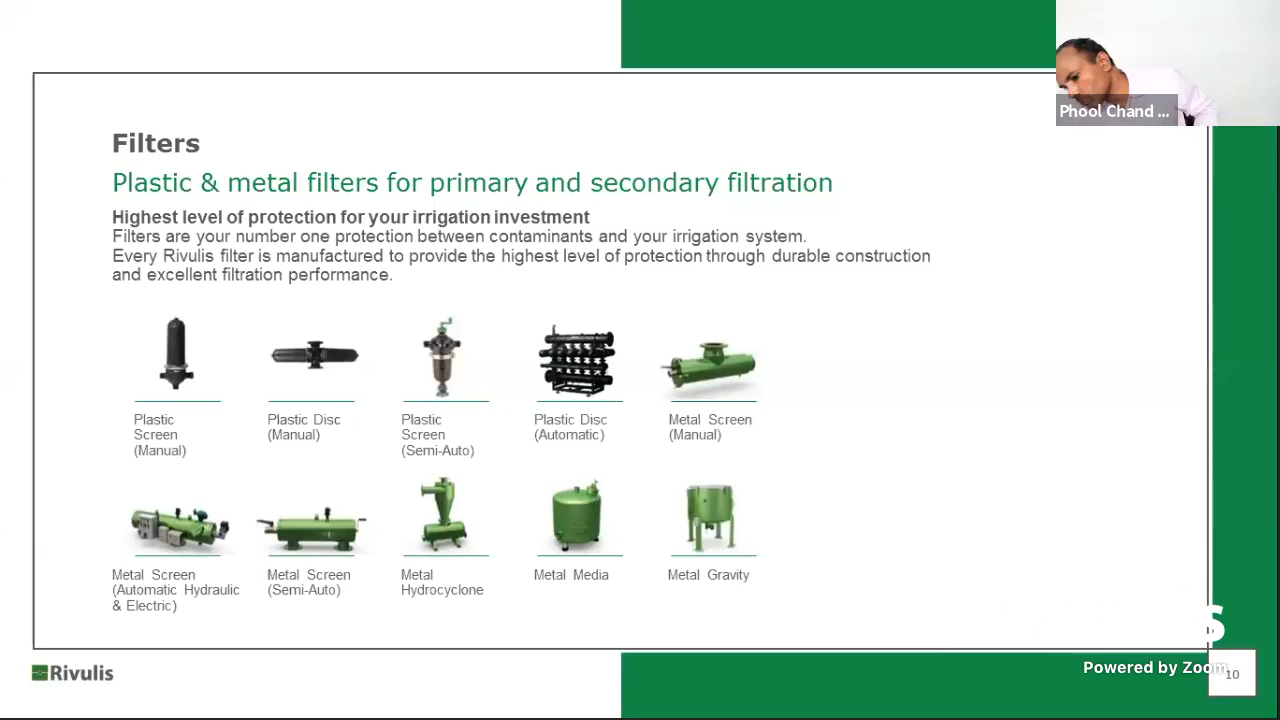 Phool Chand ...
Filters
Plastic & metal filters for primary and secondary filtration
Highest level of protection for your irrigation investment
Filters are your number one protection between contaminants and your irrigation system.
Every Rivulis filter is manufactured to provide the highest level of protection through durable construction
and excellent filtration performance.
Plastic
Screen
(Manual)
Plastic Disc
(Manual)
Plastic
Screen
(Semi-Auto)
Plastic Disc
(Automatic)
Metal Screen
(Manual)
Metal Screen
(Automatic Hydraulic
& Electric)
Metal Screen
(Semi-Auto)
Metal
Hydrocyclone
Metal Media
Metal Gravity
S
Rivulis
Powered by Zoom
10